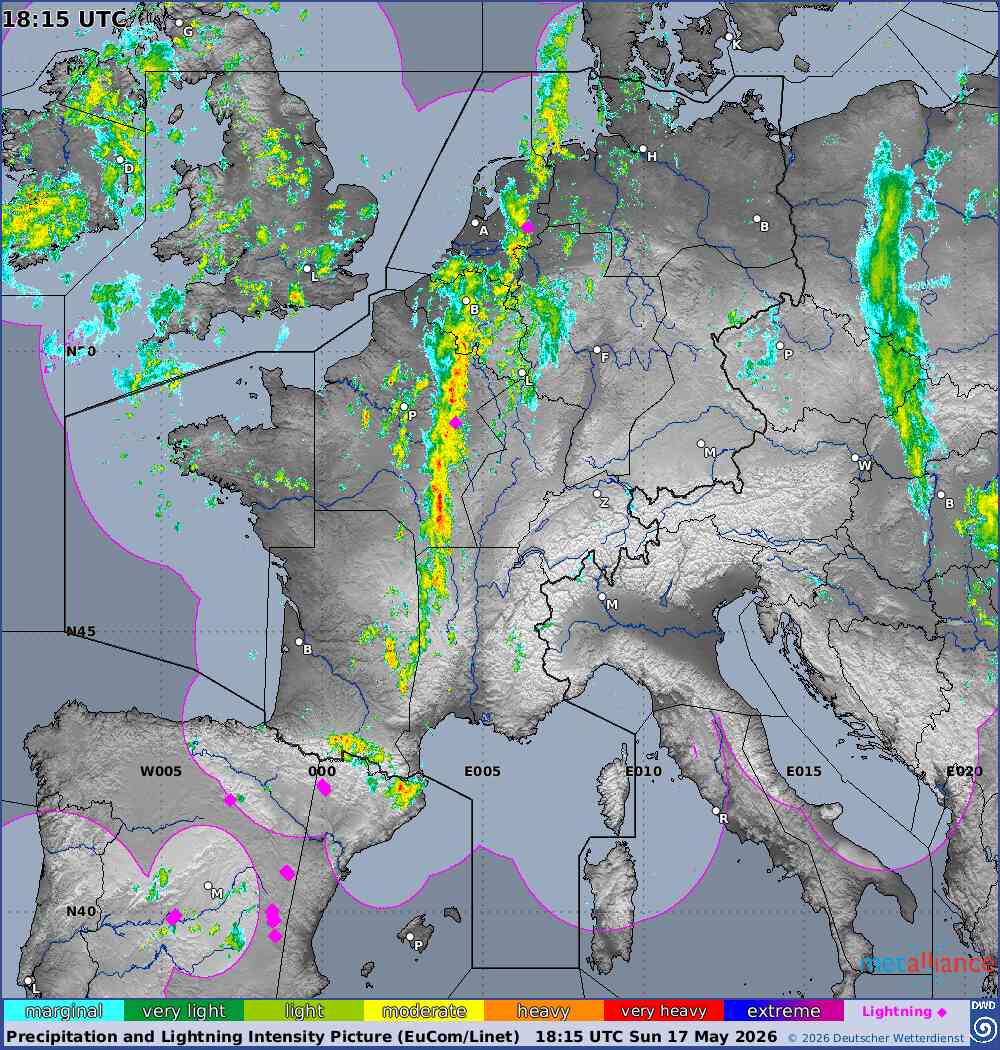 18:15 UTC
G
K
D
H
A
B
L
B
N50
F
P
L
P
M
W
Z
B
M
N45
B
W005
000
E005
E010
E015
E020
R
M
N40
P
L
metalliance
marginal
very light
light
moderate
heavy
very heavy
extreme
Lightning
DWD
Precipitation and Lightning Intensity Picture (EuCom/Linet) 18:15 UTC Sun 17 May 2026 © 2026 Deutscher Wetterdienst